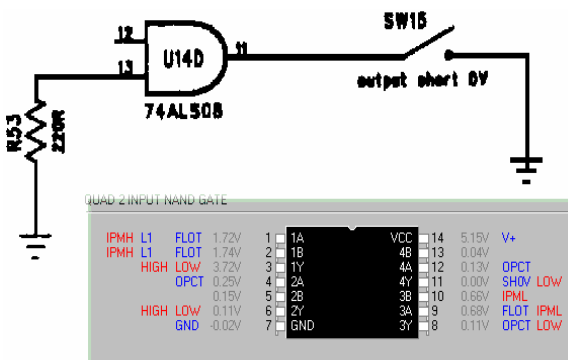 SW15
12
13
U14D
11
74ALS08
output short 0V
R53
220R
QUAD 2 INPUT NAND GATE
IPMH L1 FLOT 1.72V 1 1A VCC 14 5.15V V+
IPMH L1 FLOT 1.74V 2 1B 4B 13 0.04V
HIGH LOW 3.72V 3 1Y 4A 12 0.13V OPCT
OPCT 0.25V 4 2A 4Y 11 0.00V SH0V LOW
0.15V 5 2B 3B 10 0.66V IPML
HIGH LOW 0.11V 6 2Y 3A 9 0.68V FLOT IPML
GND -0.02V 7 GND 3Y 8 0.11V OPCT LOW